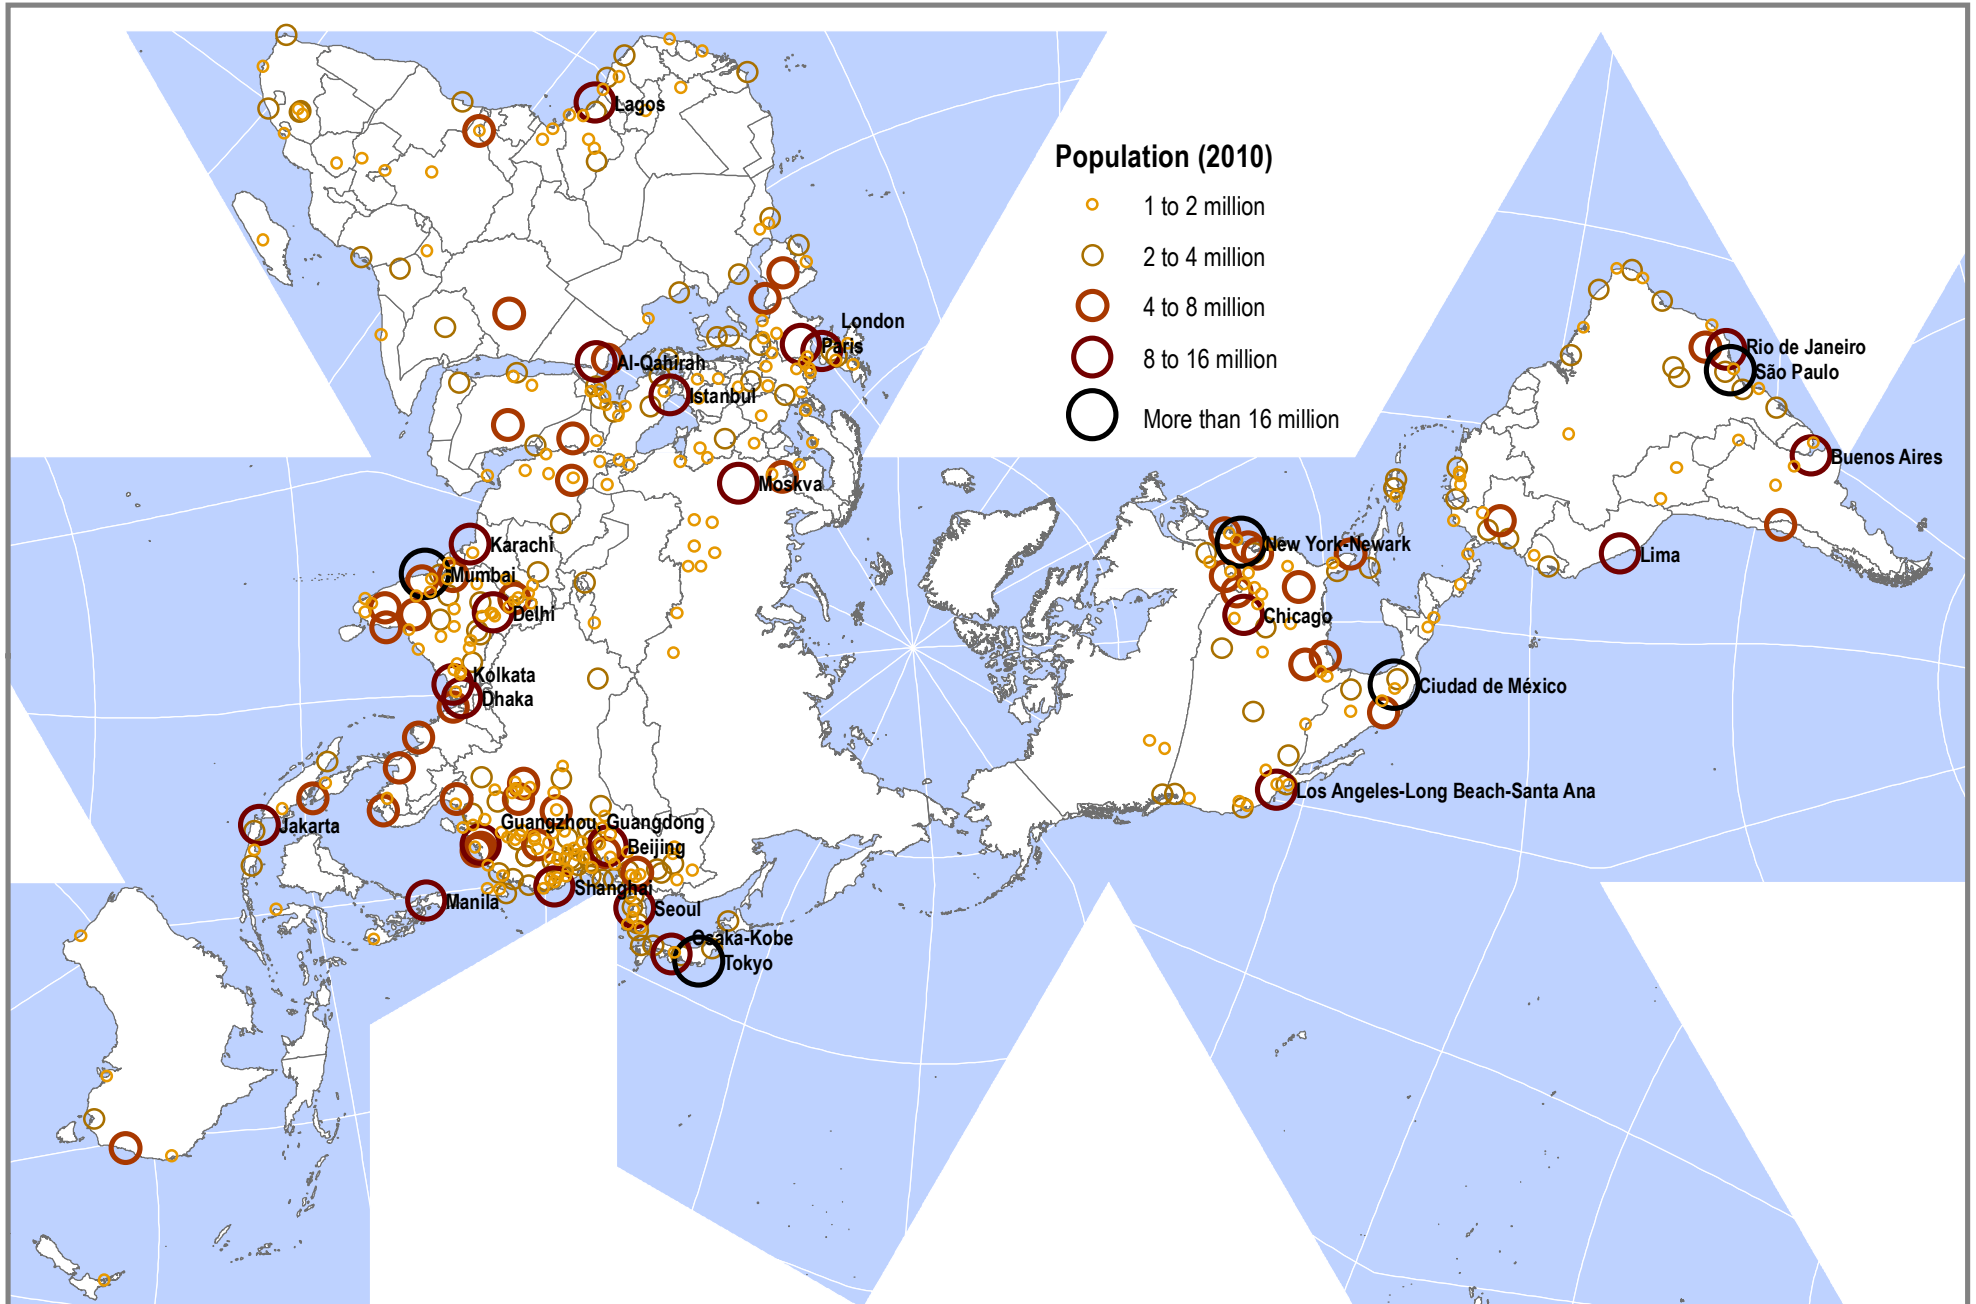 Lagos
Population (2010)
1 to 2 million
2 to 4 million
4 to 8 million
8 to 16 million
More than 16 million
London
Paris
Al-Qahirah
Istanbul
Moskva
Rio de Janeiro
São Paulo
Buenos Aires
Lima
Karachi
Mumbai
Delhi
Kolkata
Dhaka
New York-Newark
Chicago
Ciudad de México
Los Angeles-Long Beach-Santa Ana
Jakarta
Guangzhou, Guangdong
Beijing
Shanghai
Manila
Seoul
Osaka-Kobe
Tokyo